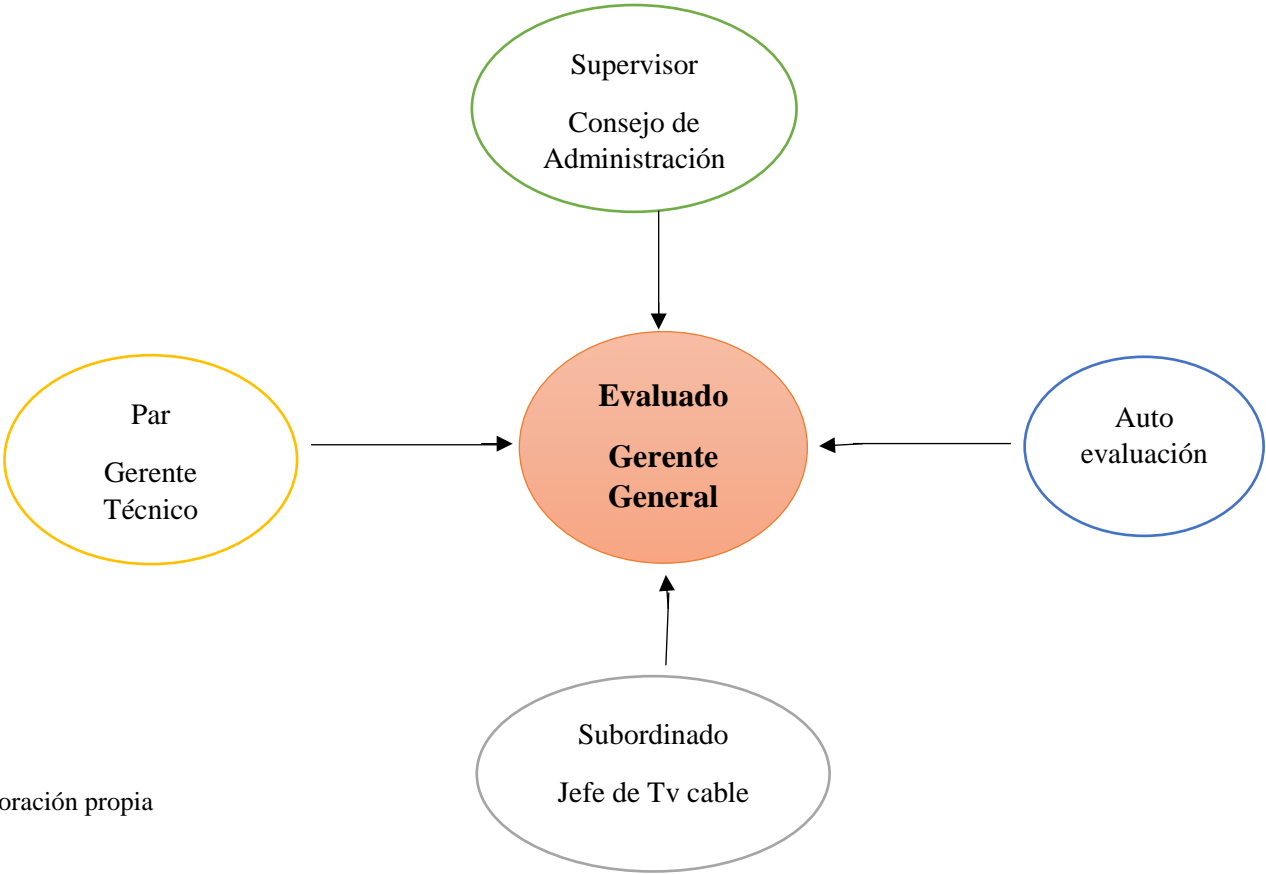 Supervisor
Consejo de
Administración
Par
Gerente
Técnico
Evaluado
Gerente
General
Auto
evaluación
Subordinado
Jefe de Tv cable
oración propia